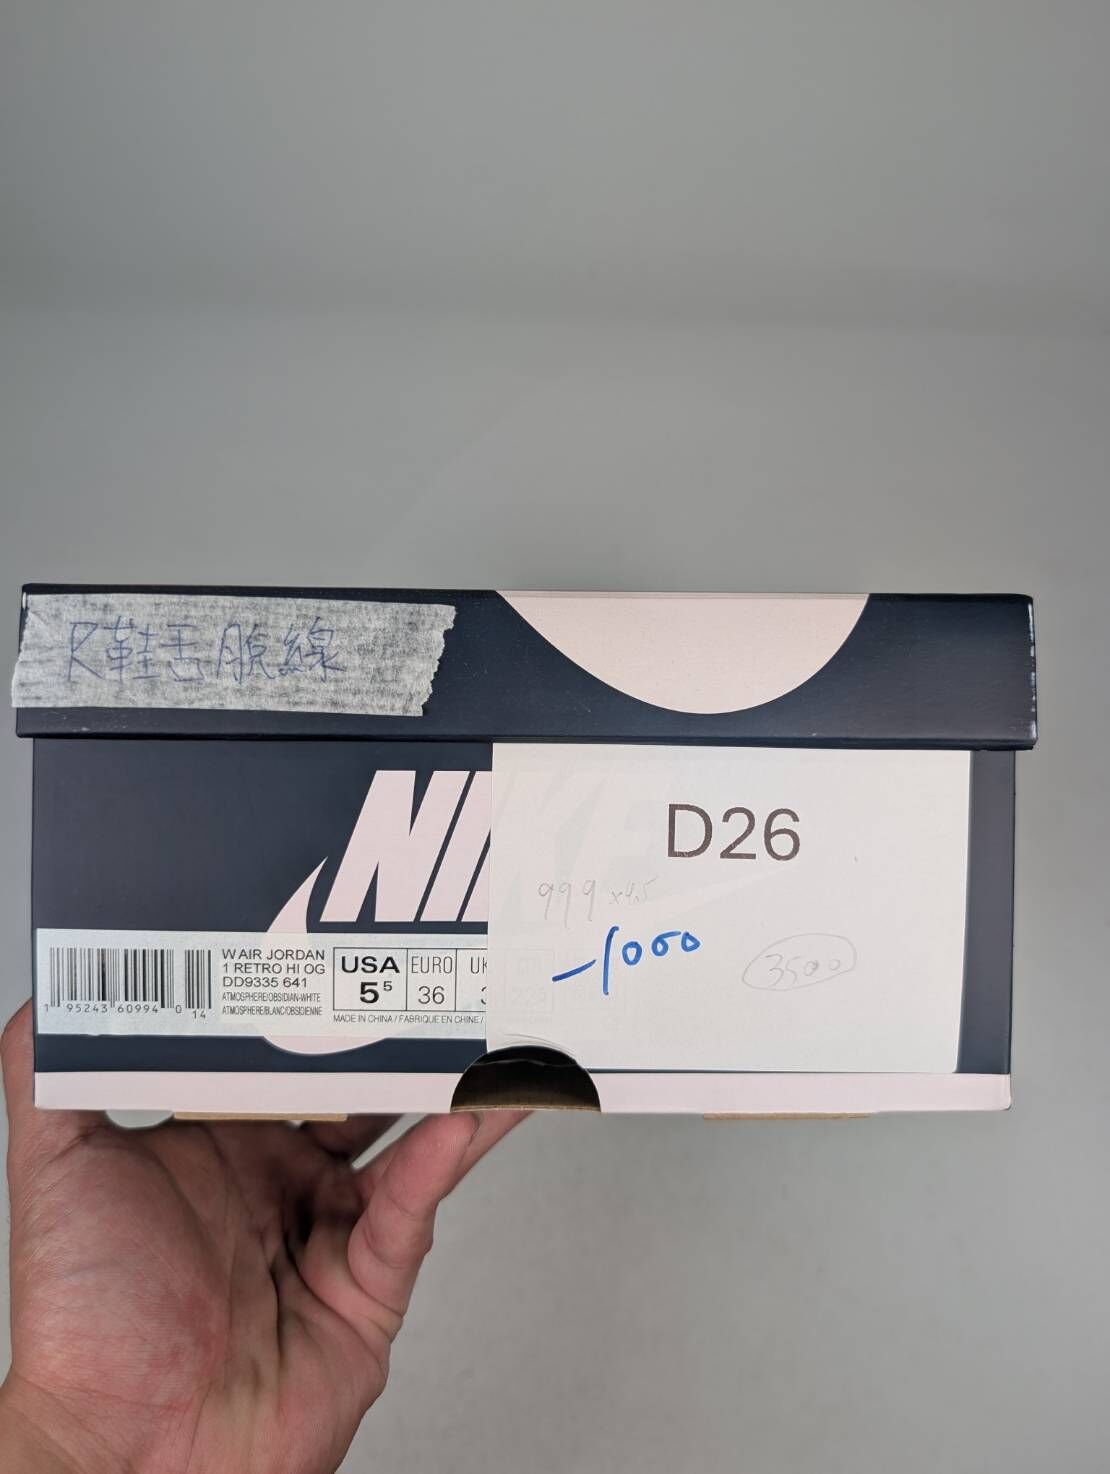 R鞋舌脫線
NIKE
D26
999 x4.5
-1000
3500
W AIR JORDAN
1 RETRO HI OG
DD9335 641
ATMOSPHERE/OBSIDIAN-WHITE
ATMOSPHERE/BLANC/OBSIDIENNE
USA
5 5
EURO
36
UK
3
MADE IN CHINA / FABRIQUE EN CHINE /
1 95243 60994 0 14